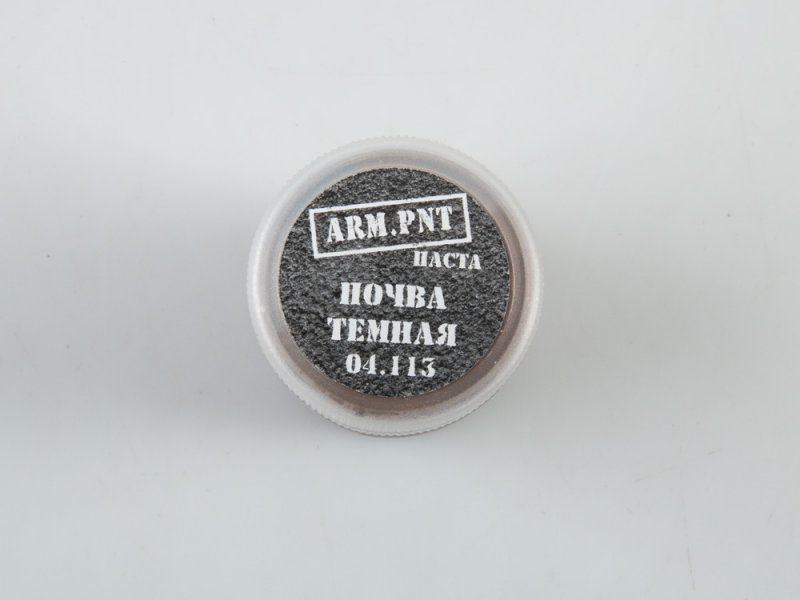 ARM.PNT
ПАСТА
ПОЧВА
ТЕМНАЯ
04.113